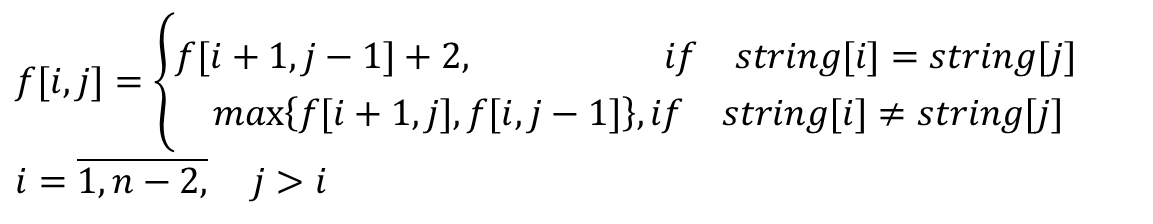 f[i, j] = { f[i + 1, j − 1] + 2, if string[i] = string[j]
max{f[i + 1, j], f[i, j − 1]}, if string[i] ≠ string[j]
i = 1, n − 2, j > i